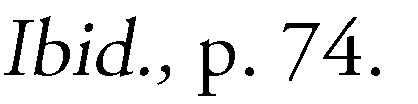 Ibid., p. 74.